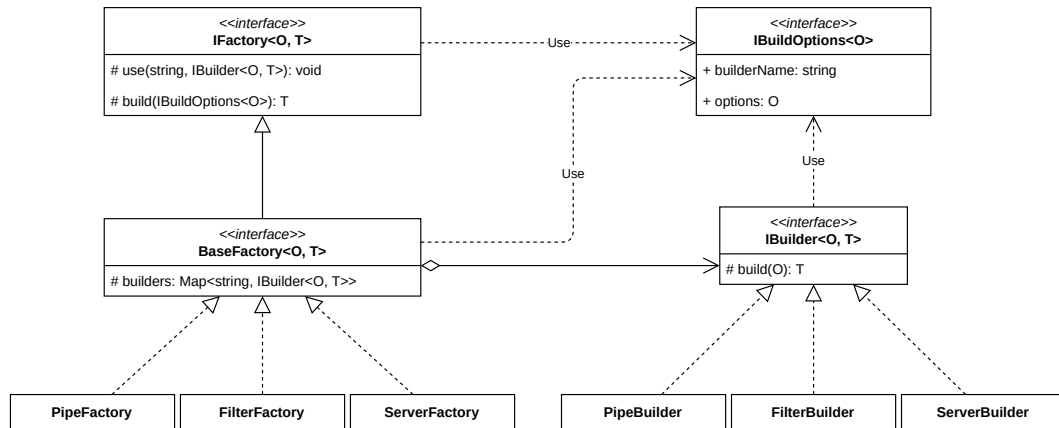 <<interface>>
IFactory<O, T>
# use(string, IBuilder<O, T>): void
# build(IBuildOptions<O>): T
Use
<<interface>>
IBuildOptions<O>
+ builderName: string
+ options: O
Use
Use
<<interface>>
BaseFactory<O, T>
# builders: Map<string, IBuilder<O, T>>
<<interface>>
IBuilder<O, T>
# build(O): T
PipeFactory
FilterFactory
ServerFactory
PipeBuilder
FilterBuilder
ServerBuilder